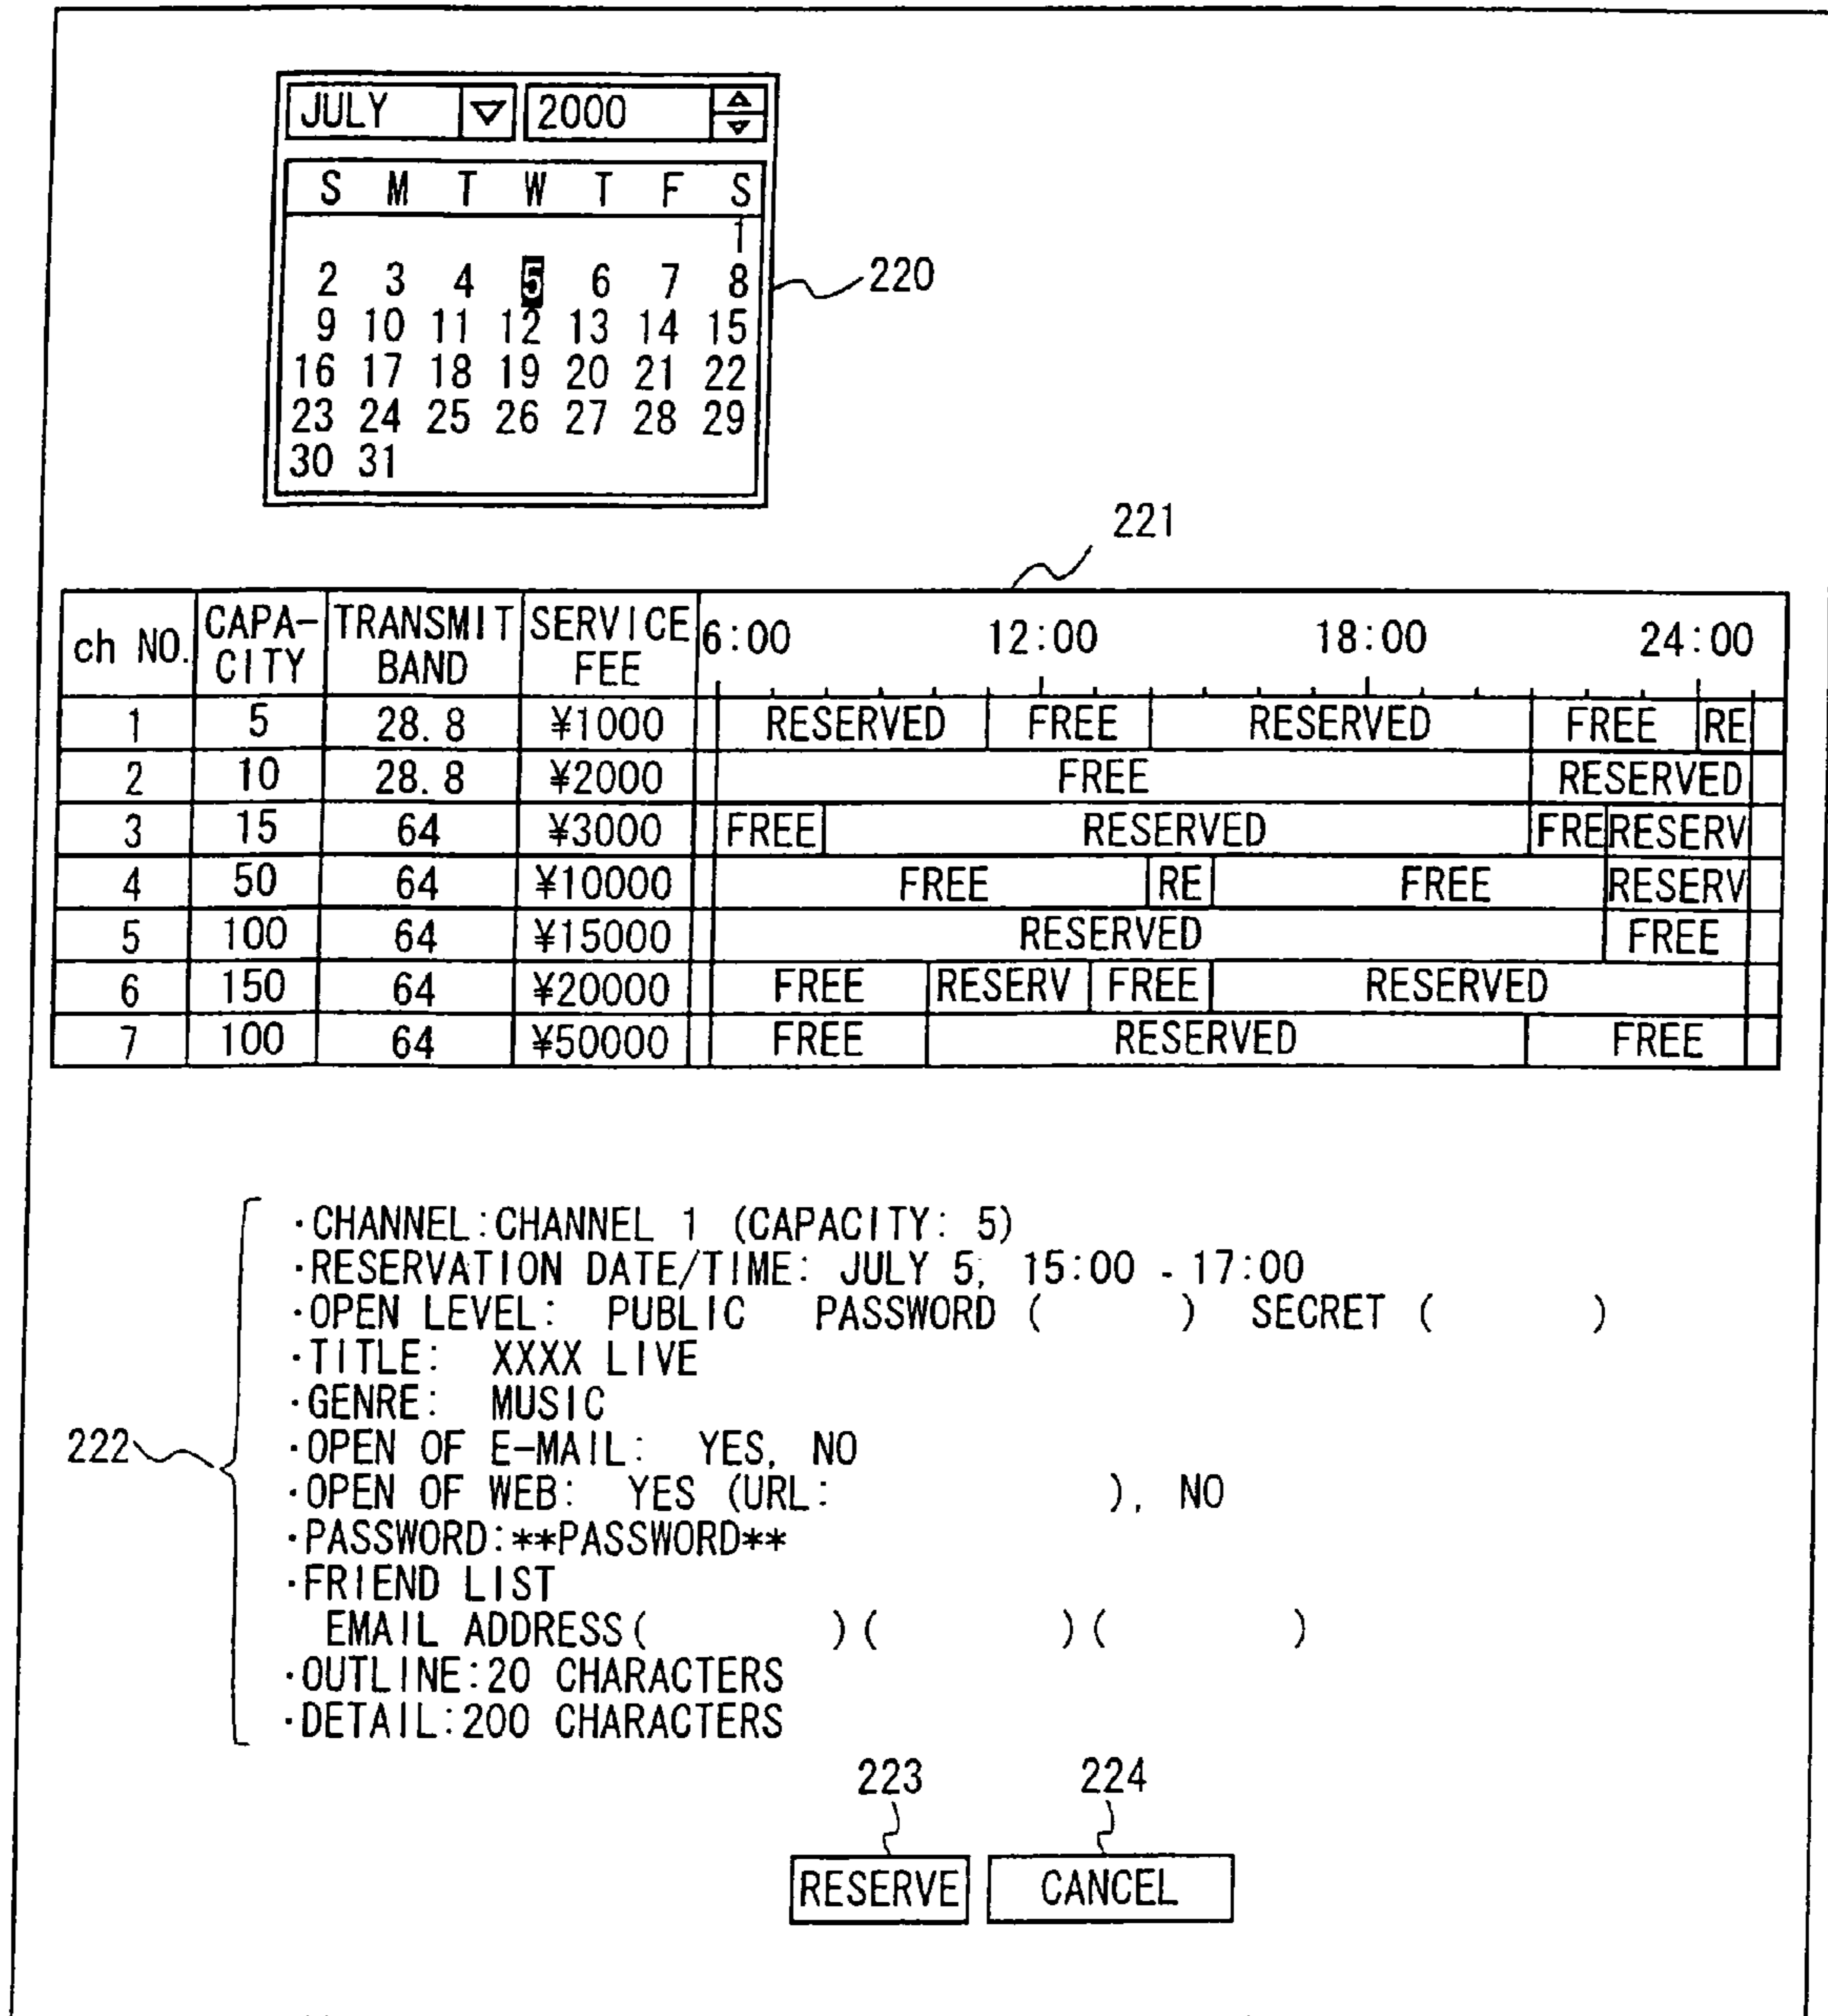 JULY 2000
S M T W T F S
1
2 3 4 5 6 7 8
9 10 11 12 13 14 15
16 17 18 19 20 21 22
23 24 25 26 27 28 29
30 31
220
221
ch NO. CAPA-CITY TRANSMIT BAND SERVICE FEE 6:00 12:00 18:00 24:00
1 5 28.8 ¥1000 RESERVED FREE RESERVED FREE RE
2 10 28.8 ¥2000 FREE RESERVED
3 15 64 ¥3000 FREE RESERVED FRE RESERV
4 50 64 ¥10000 FREE RE FREE RESERV
5 100 64 ¥15000 RESERVED FREE
6 150 64 ¥20000 FREE RESERV FREE RESERVED
7 100 64 ¥50000 FREE RESERVED FREE
222
·CHANNEL:CHANNEL 1 (CAPACITY: 5)
·RESERVATION DATE/TIME: JULY 5, 15:00 - 17:00
·OPEN LEVEL: PUBLIC PASSWORD ( ) SECRET ( )
·TITLE: XXXX LIVE
·GENRE: MUSIC
·OPEN OF E-MAIL: YES, NO
·OPEN OF WEB: YES (URL: ), NO
·PASSWORD:**PASSWORD**
·FRIEND LIST
EMAIL ADDRESS( )( )( )
·OUTLINE:20 CHARACTERS
·DETAIL:200 CHARACTERS
223 224
RESERVE CANCEL